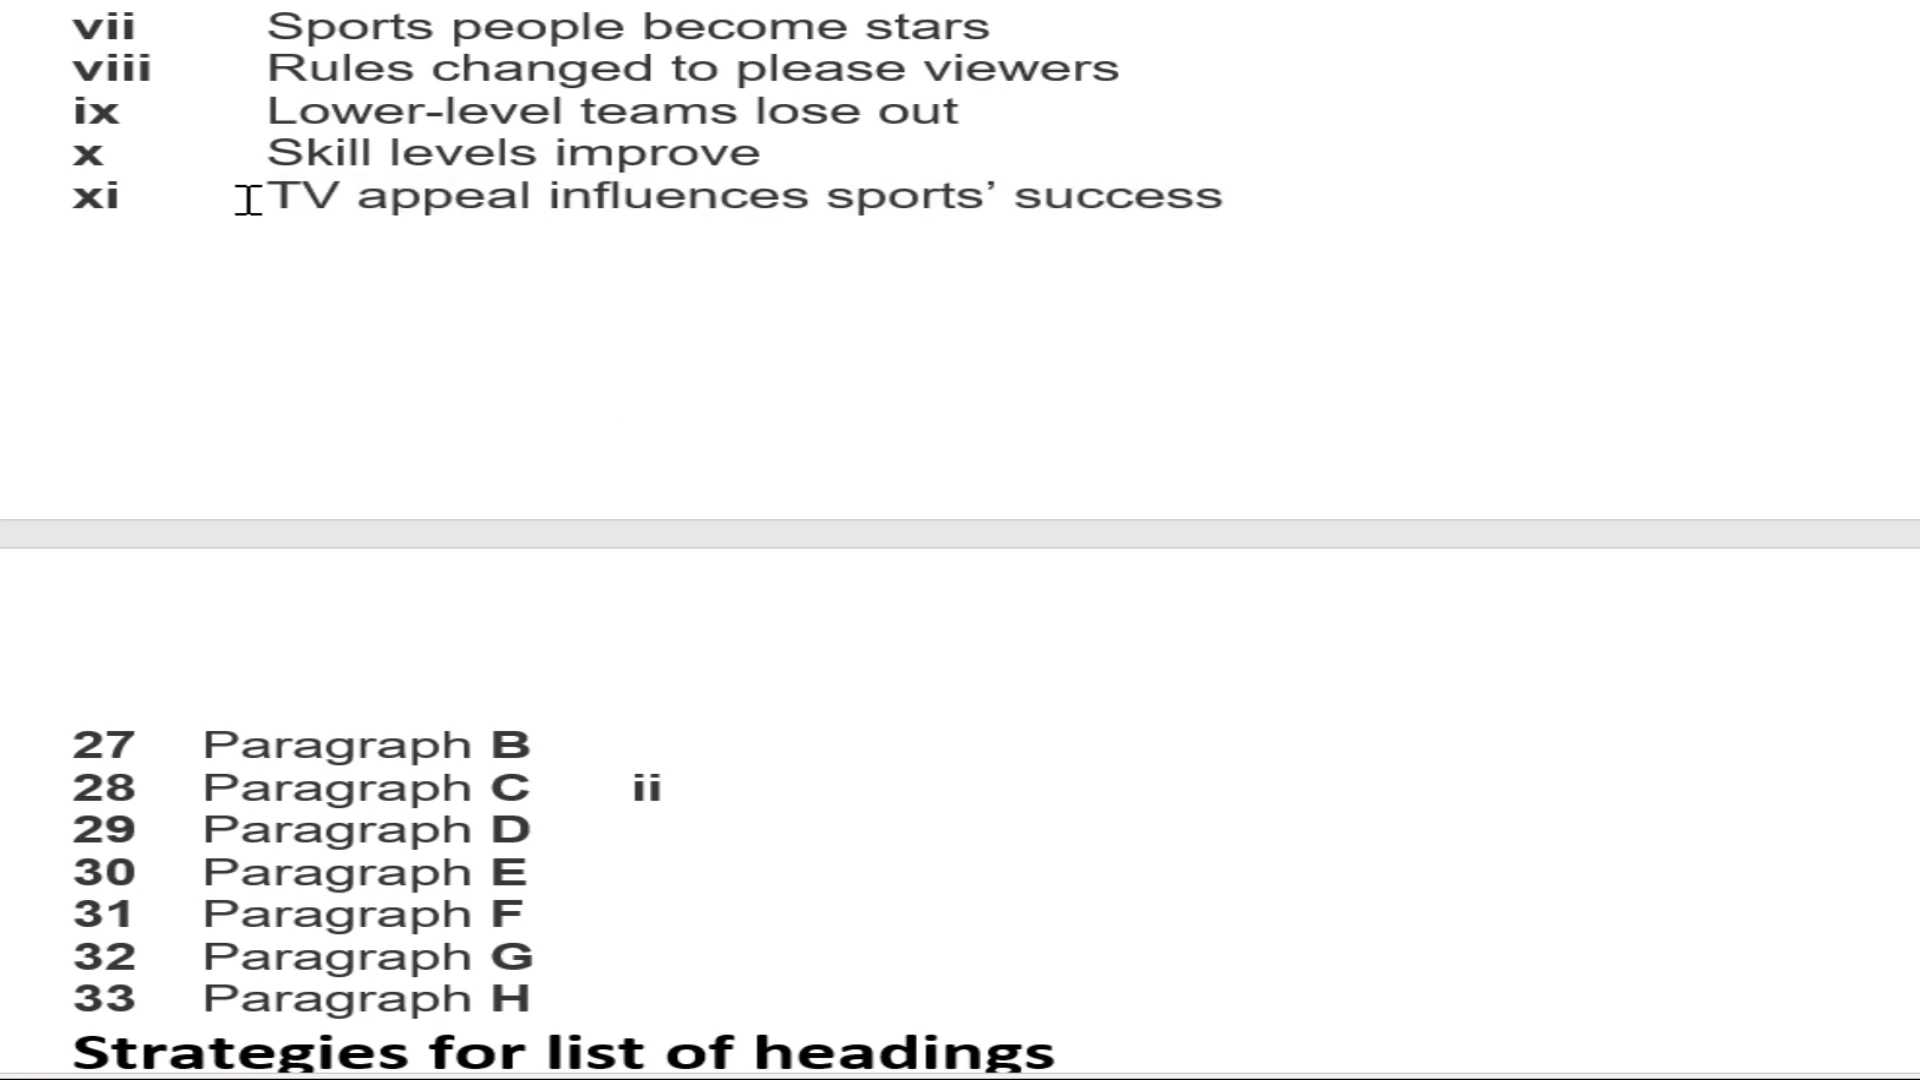 vii Sports people become stars
viii Rules changed to please viewers
ix Lower-level teams lose out
x Skill levels improve
xi TV appeal influences sports’ success
27 Paragraph B
28 Paragraph C ii
29 Paragraph D
30 Paragraph E
31 Paragraph F
32 Paragraph G
33 Paragraph H
Strategies for list of headings